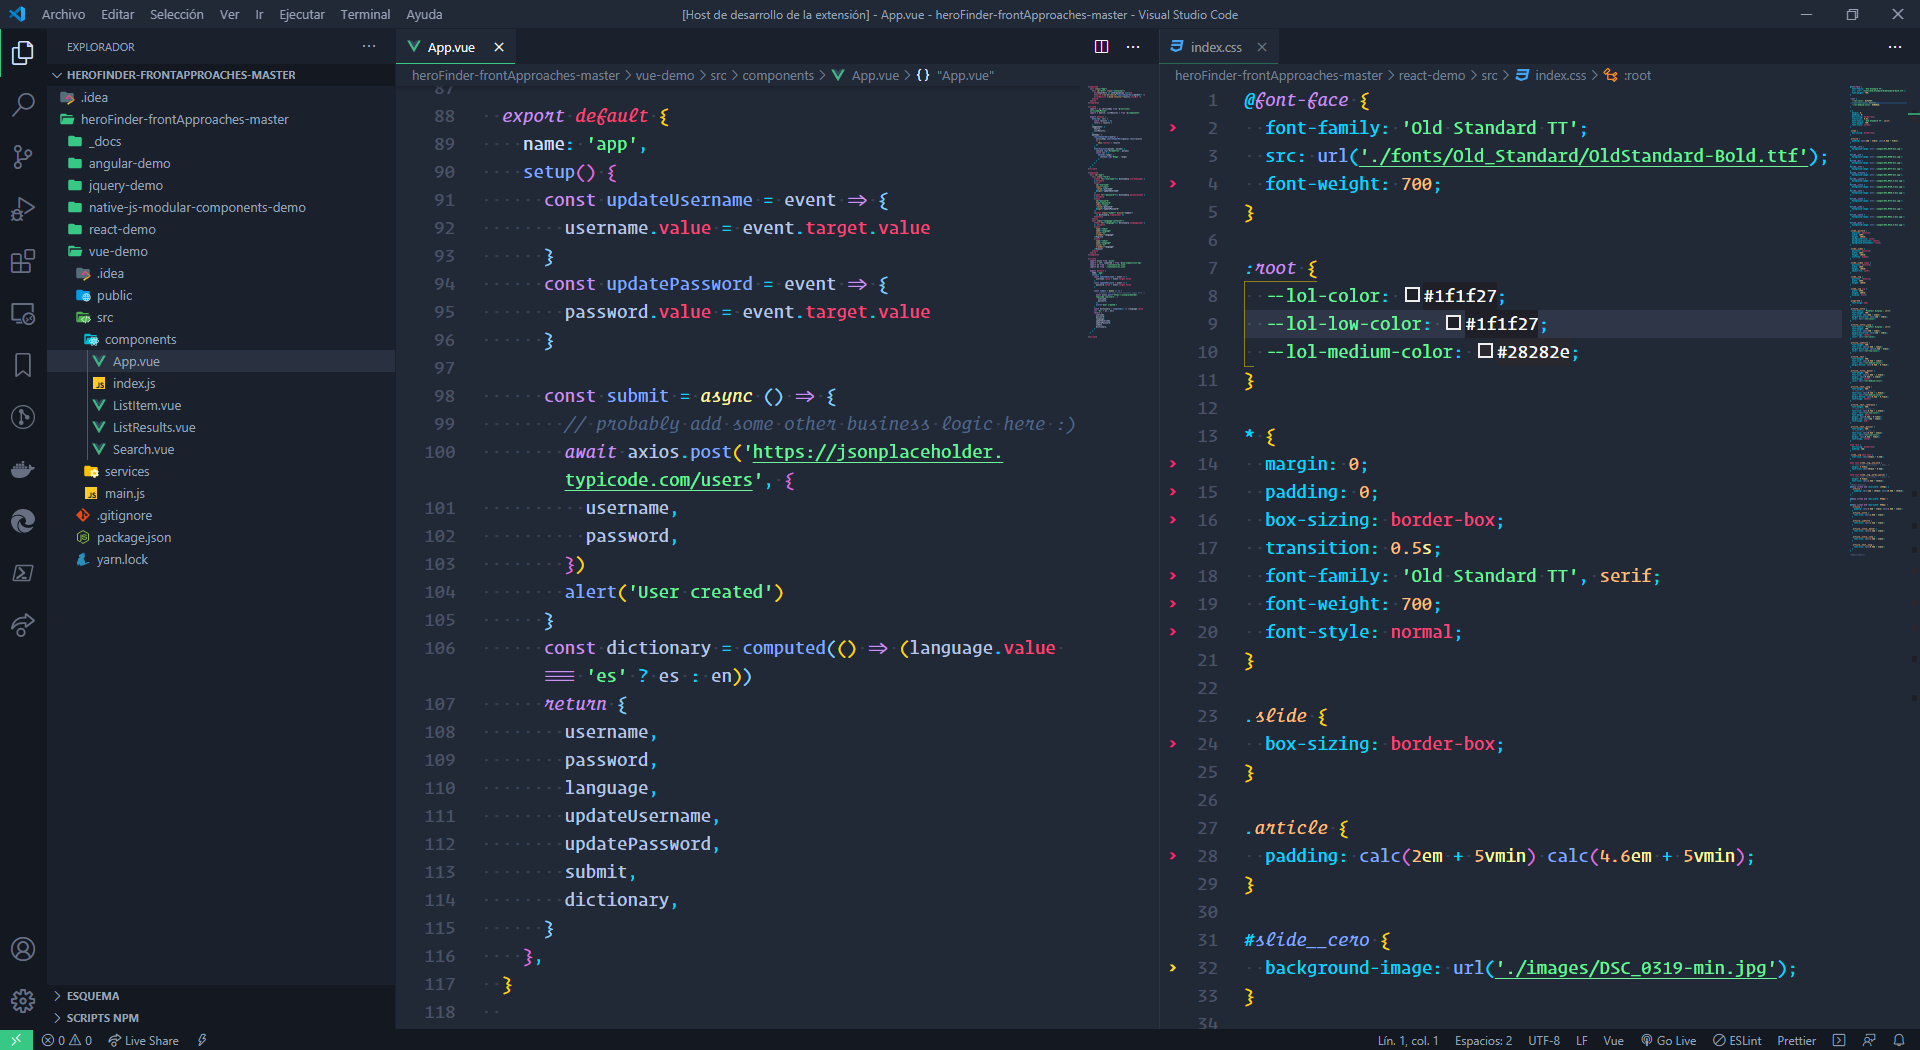 Archivo Editar Selección Ver Ir Ejecutar Terminal Ayuda
[Host de desarrollo de la extensión] - App.vue - heroFinder-frontApproaches-master - Visual Studio Code
EXPLORADOR
HEROFINDER-FRONTAPPROACHES-MASTER
.idea
heroFinder-frontApproaches-master
_docs
angular-demo
jquery-demo
native-js-modular-components-demo
react-demo
vue-demo
.idea
public
src
components
App.vue
index.js
ListItem.vue
ListResults.vue
Search.vue
services
main.js
.gitignore
package.json
yarn.lock
ESQUEMA
SCRIPTS NPM
App.vue
heroFinder-frontApproaches-master > vue-demo > src > components > App.vue > {} "App.vue"
87
88 export default {
89 name: 'app',
90 setup() {
91 const updateUsername = event => {
92 username.value = event.target.value
93 }
94 const updatePassword = event => {
95 password.value = event.target.value
96 }
97
98 const submit = async () => {
99 // probably add some other business logic here :)
100 await axios.post('https://jsonplaceholder.
typicode.com/users', {
101 username,
102 password,
103 })
104 alert('User created')
105 }
106 const dictionary = computed(() => (language.value
=== 'es' ? es : en))
107 return {
108 username,
109 password,
110 language,
111 updateUsername,
112 updatePassword,
113 submit,
114 dictionary,
115 }
116 },
117 }
118
index.css
heroFinder-frontApproaches-master > react-demo > src > index.css > :root
1 @font-face {
2 font-family: 'Old Standard TT';
3 src: url('./fonts/Old_Standard/OldStandard-Bold.ttf');
4 font-weight: 700;
5 }
6
7 :root {
8 --lol-color: #1f1f27;
9 --lol-low-color: #1f1f27;
10 --lol-medium-color: #28282e;
11 }
12
13 * {
14 margin: 0;
15 padding: 0;
16 box-sizing: border-box;
17 transition: 0.5s;
18 font-family: 'Old Standard TT', serif;
19 font-weight: 700;
20 font-style: normal;
21 }
22
23 .slide {
24 box-sizing: border-box;
25 }
26
27 .article {
28 padding: calc(2em + 5vmin) calc(4.6em + 5vmin);
29 }
30
31 #slide__cero {
32 background-image: url('./images/DSC_0319-min.jpg');
33 }
34
0 0 Live Share
Lín. 1, col. 1 Espacios: 2 UTF-8 LF Vue Go Live ESLint Prettier